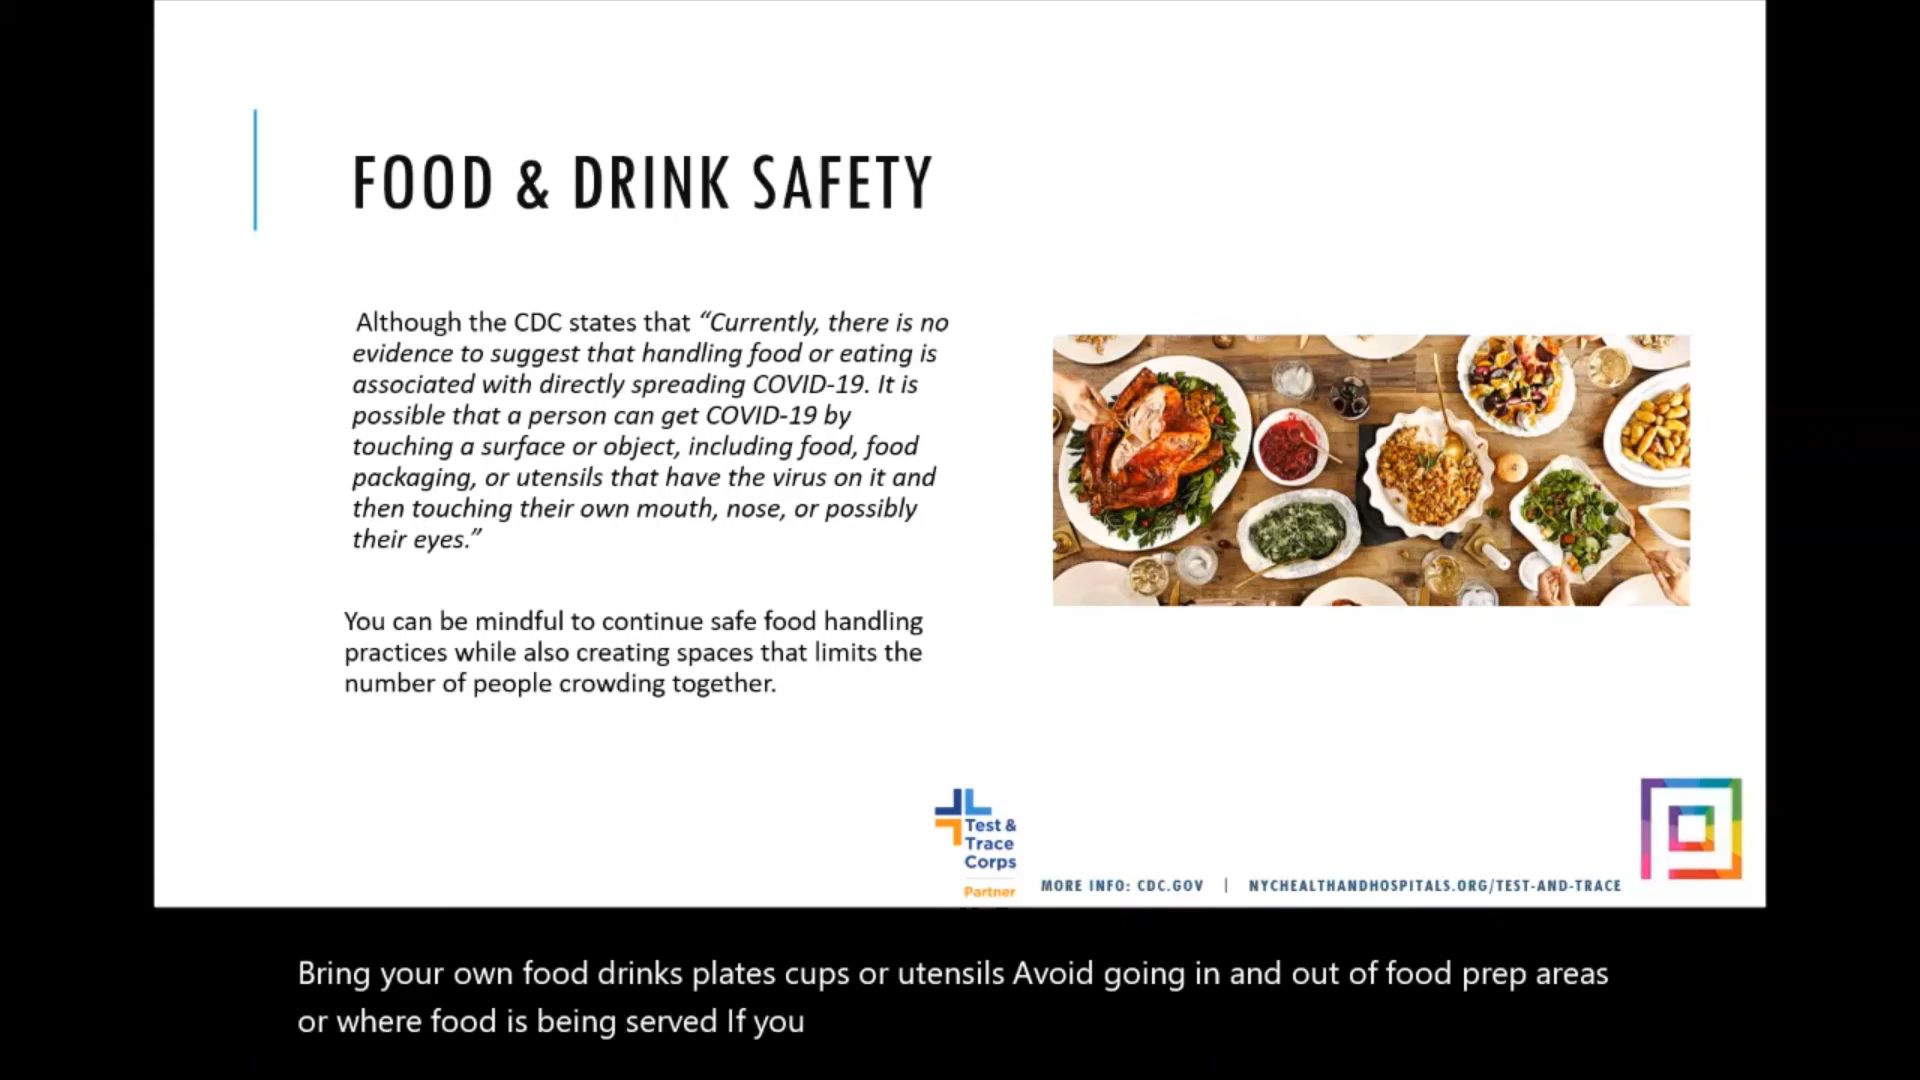 FOOD & DRINK SAFETY
Although the CDC states that “Currently, there is no
evidence to suggest that handling food or eating is
associated with directly spreading COVID-19. It is
possible that a person can get COVID-19 by
touching a surface or object, including food, food
packaging, or utensils that have the virus on it and
then touching their own mouth, nose, or possibly
their eyes.”
You can be mindful to continue safe food handling
practices while also creating spaces that limits the
number of people crowding together.
Test &
Trace
Corps
Partner
MORE INFO: CDC.GOV | NYCHEALTHANDHOSPITALS.ORG/TEST-AND-TRACE
Bring your own food drinks plates cups or utensils Avoid going in and out of food prep areas
or where food is being served If you